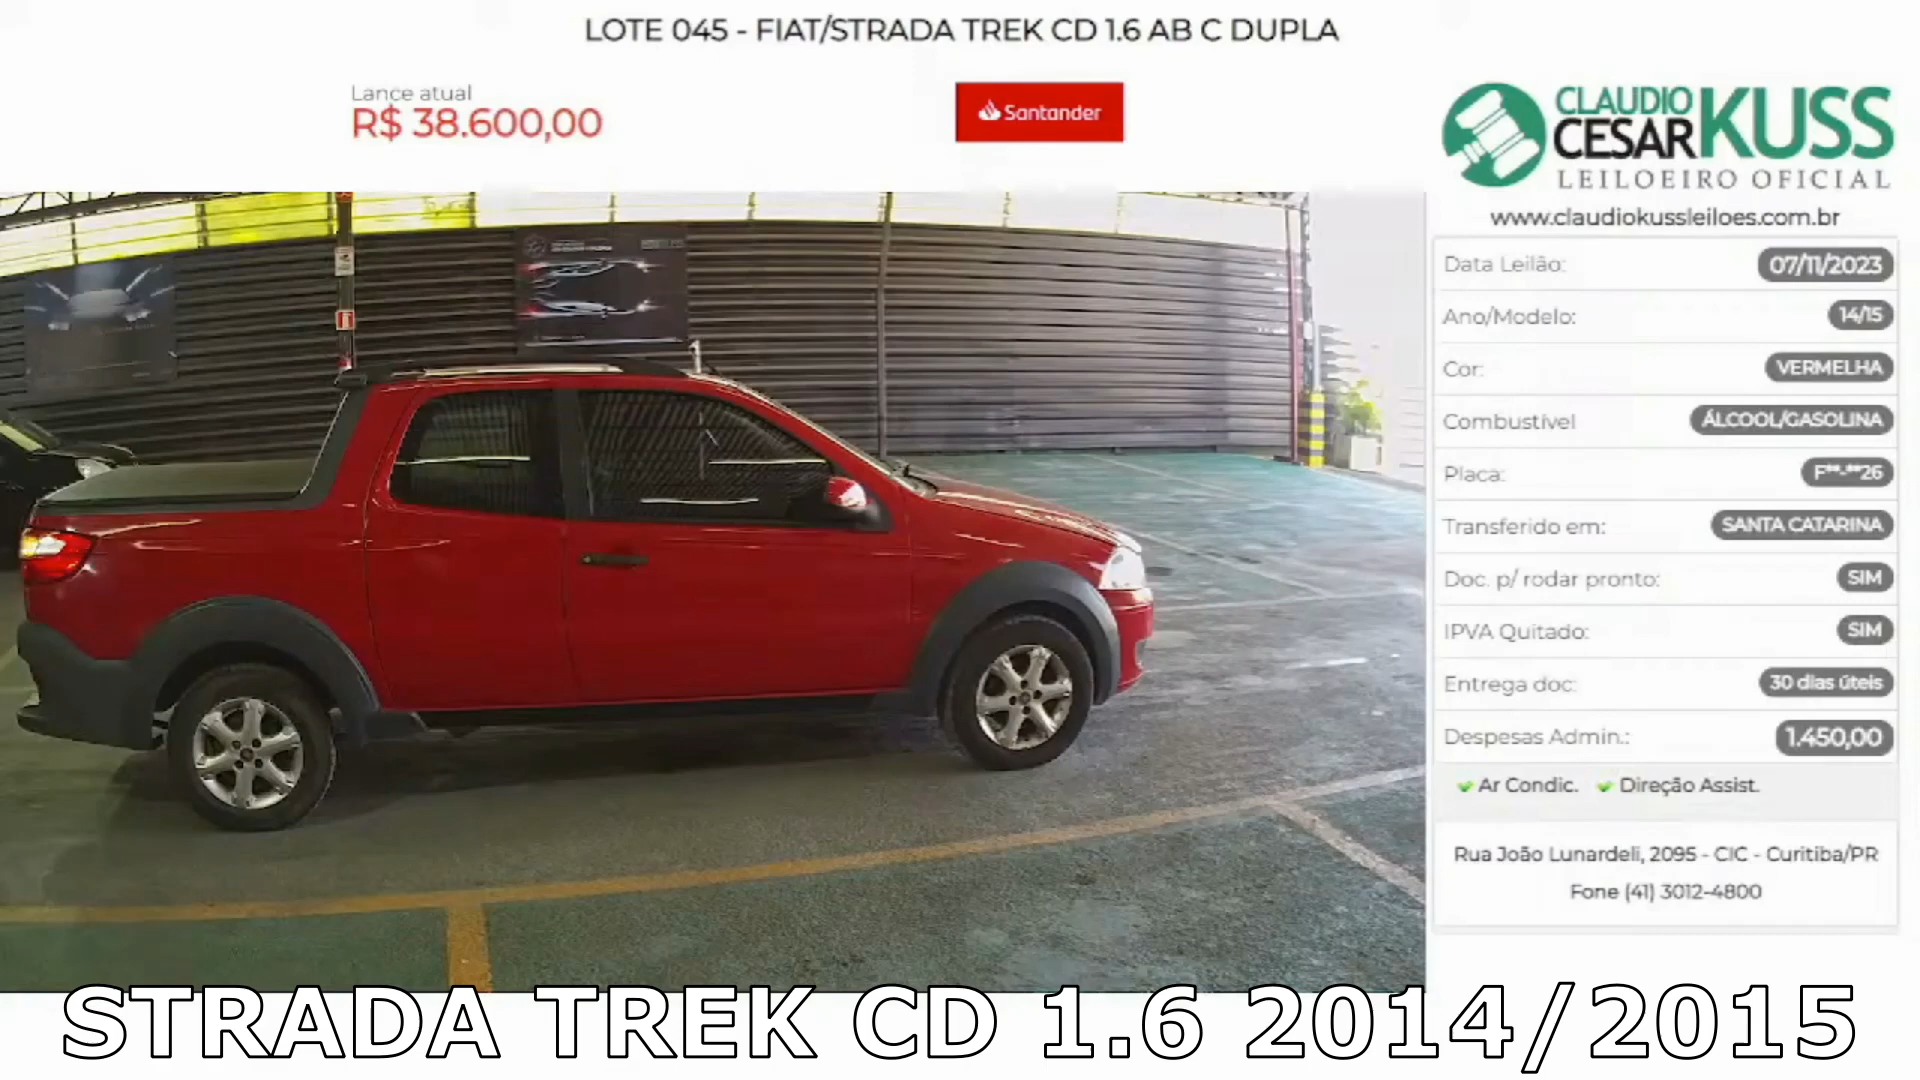 LOTE 045 - FIAT/STRADA TREK CD 1.6 AB C DUPLA
Lance atual
R$ 38.600,00
Santander
CLAUDIO CESAR KUSS
LEILOEIRO OFICIAL
www.claudiokussleiloes.com.br
Data Leilão: 07/11/2023
Ano/Modelo: 14/15
Cor: VERMELHA
Combustível ÁLCOOL/GASOLINA
Placa: F**-**26
Transferido em: SANTA CATARINA
Doc. p/ rodar pronto: SIM
IPVA Quitado: SIM
Entrega doc: 30 dias úteis
Despesas Admin.: 1.450,00
Ar Condic. Direção Assist.
Rua João Lunardeli, 2095 - CIC - Curitiba/PR
Fone (41) 3012-4800
STRADA TREK CD 1.6 2014/2015